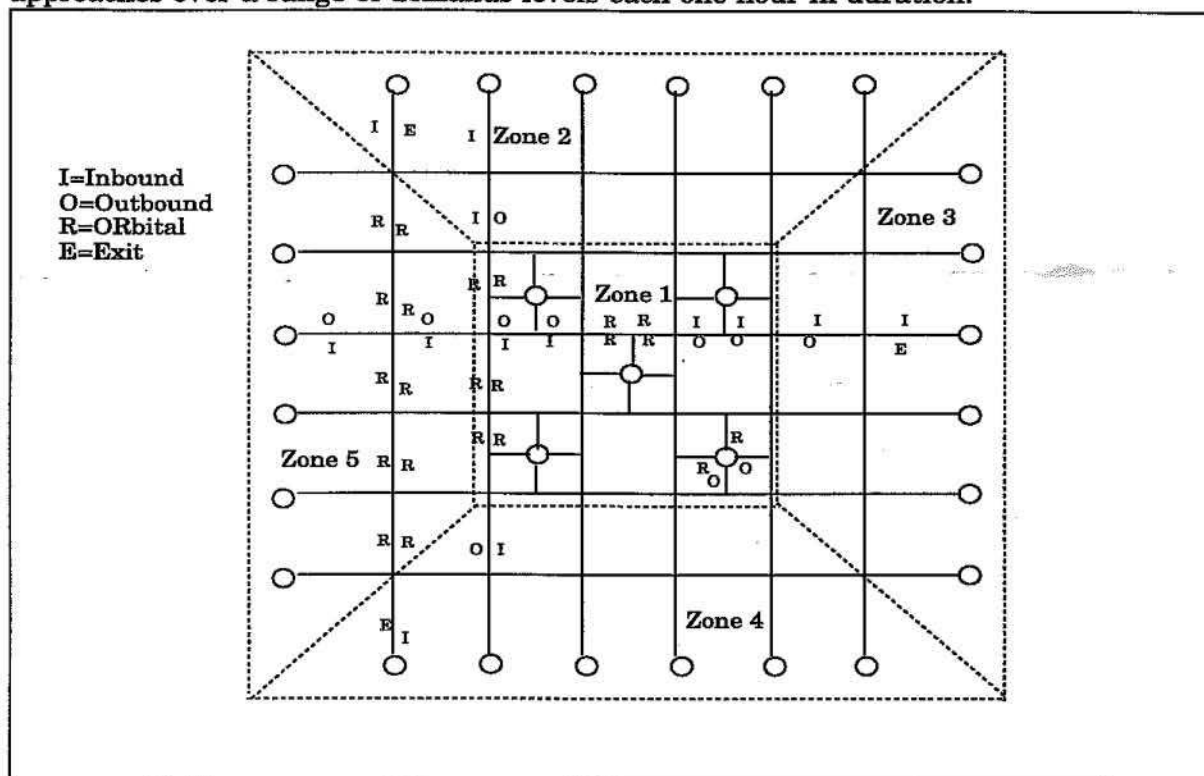 approaches over a range of demands levels each one hour in duration.
I E I Zone 2
I=Inbound
O=Outbound
R=ORbital
E=Exit
R R I O Zone 3
R R R R Zone 1
O O O O R R I I I I
I I I I R R O O O E
R R R R
R R R R R
Zone 5 R O
O
R R O I
Zone 4
E I